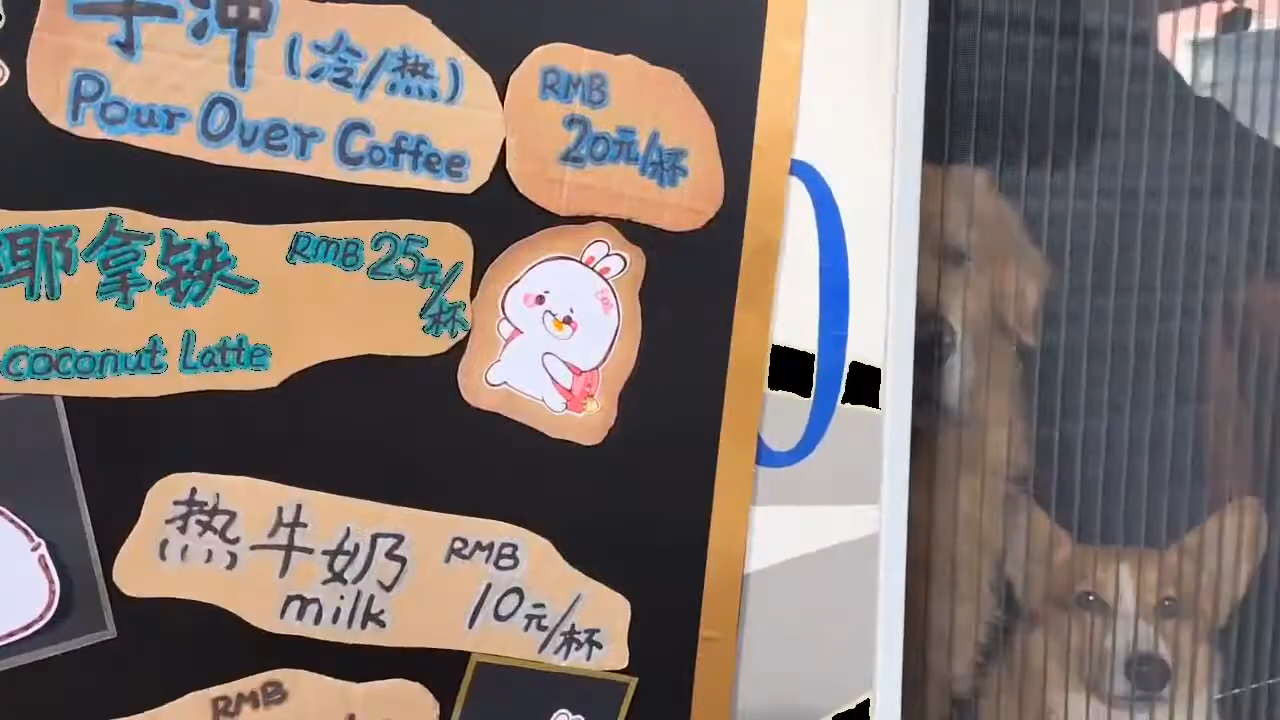 手冲(冷/热)
Pour Over Coffee
RMB
20元/杯
耶拿铁
RMB 25元/杯
coconut Latte
热牛奶
milk
RMB
10元/杯
RMB